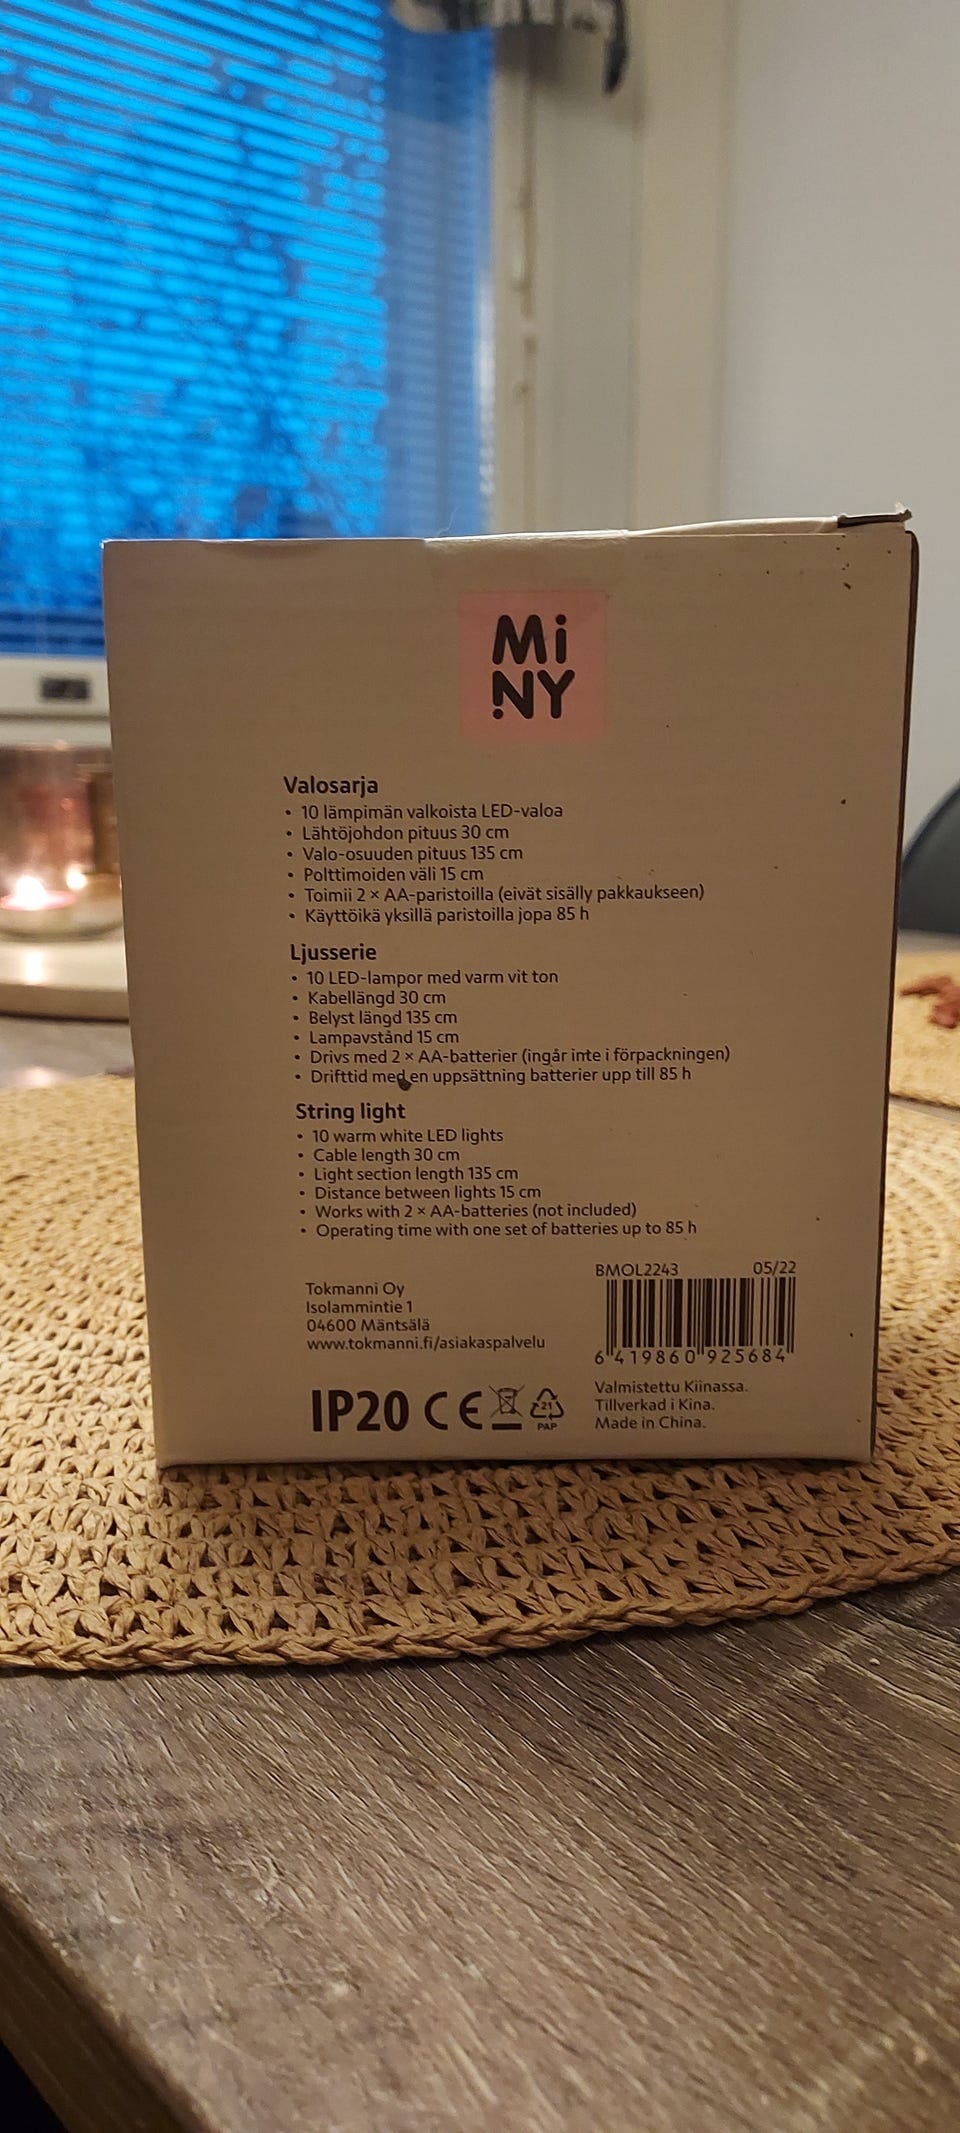 Mi
NY
Valosarja
• 10 lämpimän valkoista LED-valoa
• Lähtöjohdon pituus 30 cm
• Valo-osuuden pituus 135 cm
• Polttimoiden väli 15 cm
• Toimii 2 × AA-paristoilla (eivät sisälly pakkaukseen)
• Käyttöikä yksillä paristoilla jopa 85 h
Ljusserie
• 10 LED-lampor med varm vit ton
• Kabellängd 30 cm
• Belyst längd 135 cm
• Lampavstånd 15 cm
• Drivs med 2 × AA-batterier (ingår inte i förpackningen)
• Drifttid med en uppsättning batterier upp till 85 h
String light
• 10 warm white LED lights
• Cable length 30 cm
• Light section length 135 cm
• Distance between lights 15 cm
• Works with 2 × AA-batteries (not included)
• Operating time with one set of batteries up to 85 h
Tokmanni Oy
Isolammintie 1
04600 Mäntsälä
www.tokmanni.fi/asiakaspalvelu
BMOL2243 05/22
6 419860 925684
IP20 CE 21 PAP
Valmistettu Kiinassa.
Tillverkad i Kina.
Made in China.